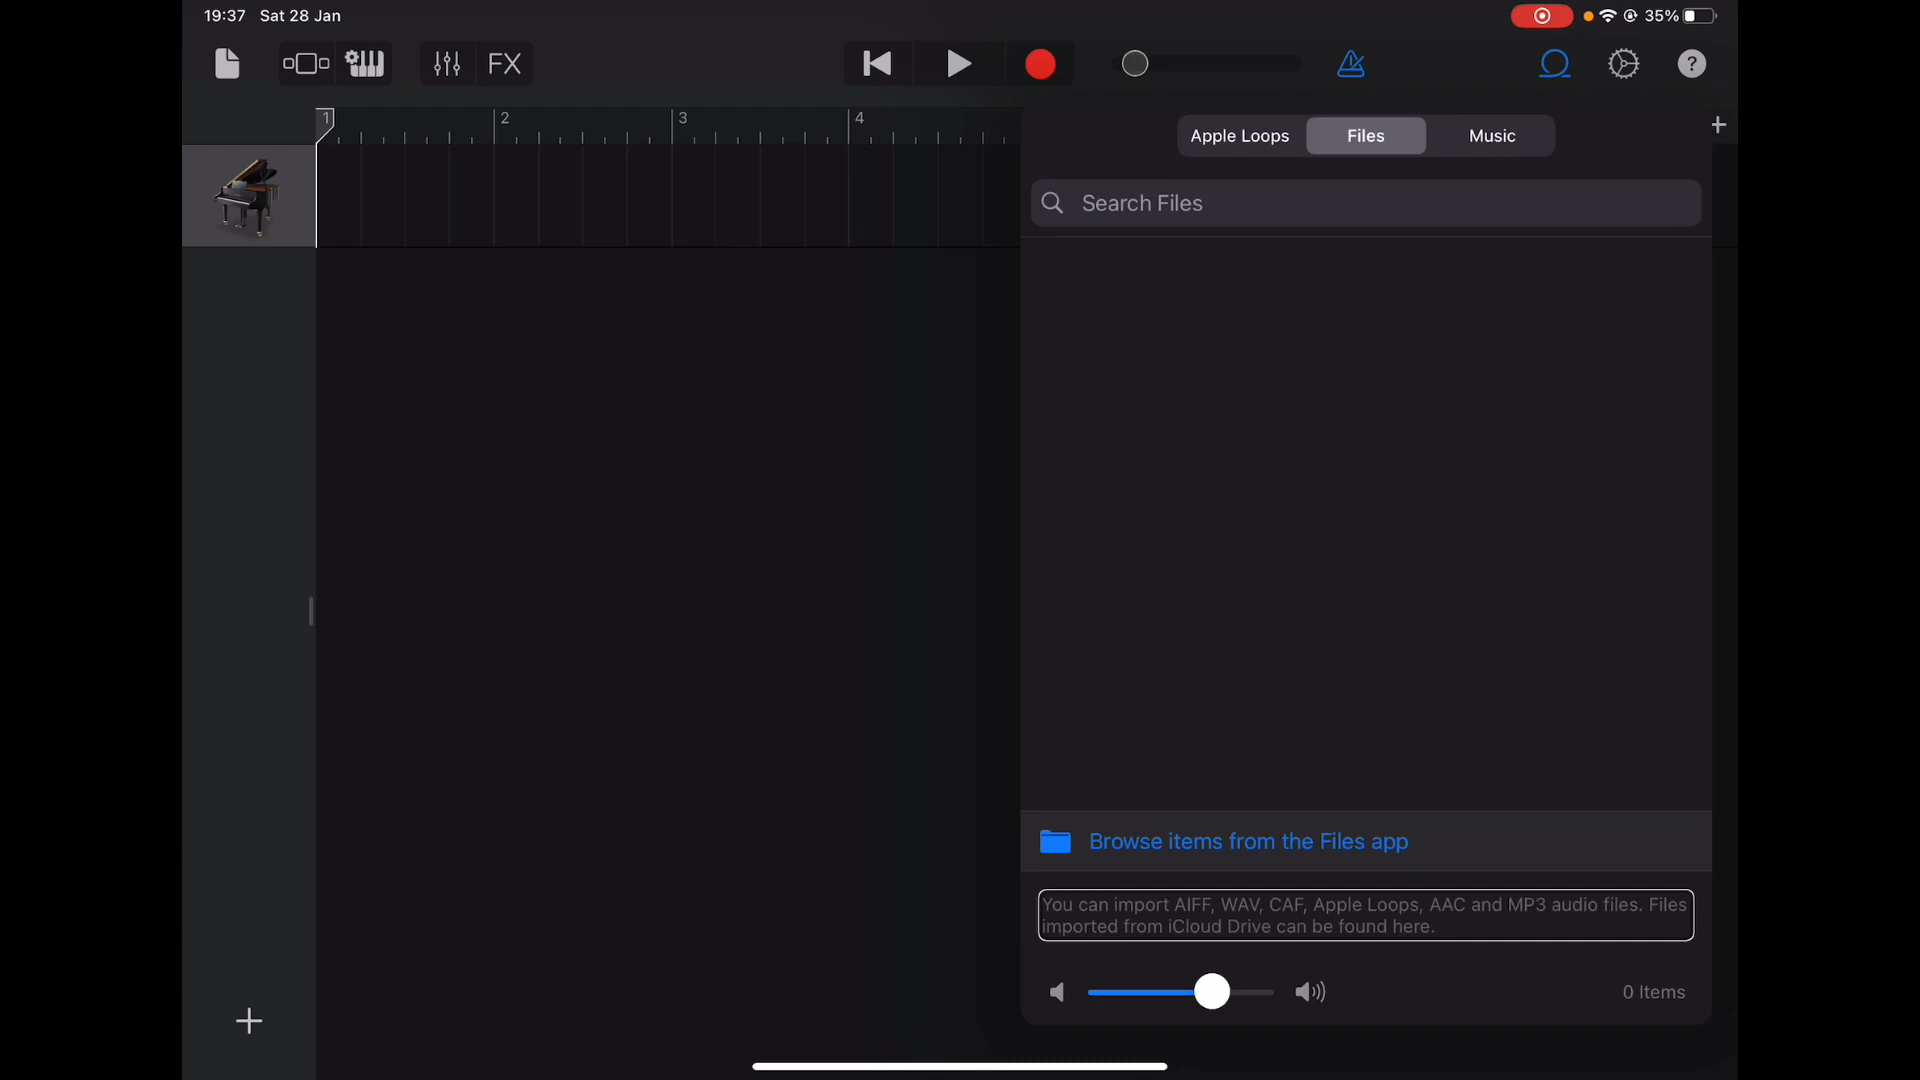 19:37 Sat 28 Jan
35%
FX
?
1 2 3 4
Apple Loops Files Music
Search Files
Browse items from the Files app
You can import AIFF, WAV, CAF, Apple Loops, AAC and MP3 audio files. Files
imported from iCloud Drive can be found here.
0 Items